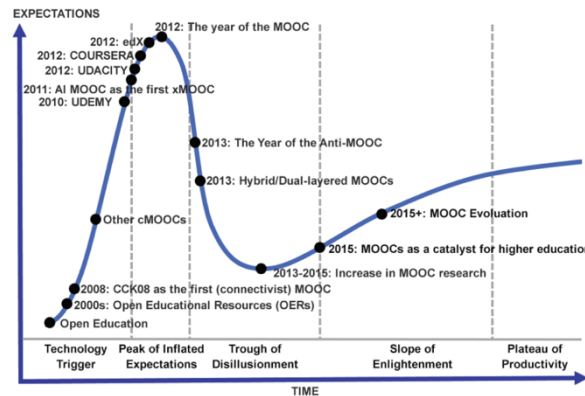 EXPECTATIONS
2012: The year of the MOOC
2012: edX
2012: COURSERA
2012: UDACITY
2011: AI MOOC as the first xMOOC
2010: UDEMY
2013: The Year of the Anti-MOOC
2013: Hybrid/Dual-layered MOOCs
Other cMOOCs
2015+: MOOC Evoluation
2015: MOOCs as a catalyst for higher education
2013-2015: Increase in MOOC research
2008: CCK08 as the first (connectivist) MOOC
2000s: Open Educational Resources (OERs)
Open Education
Technology
Trigger
Peak of Inflated
Expectations
Trough of
Disillusionment
Slope of
Enlightenment
Plateau of
Productivity
TIME